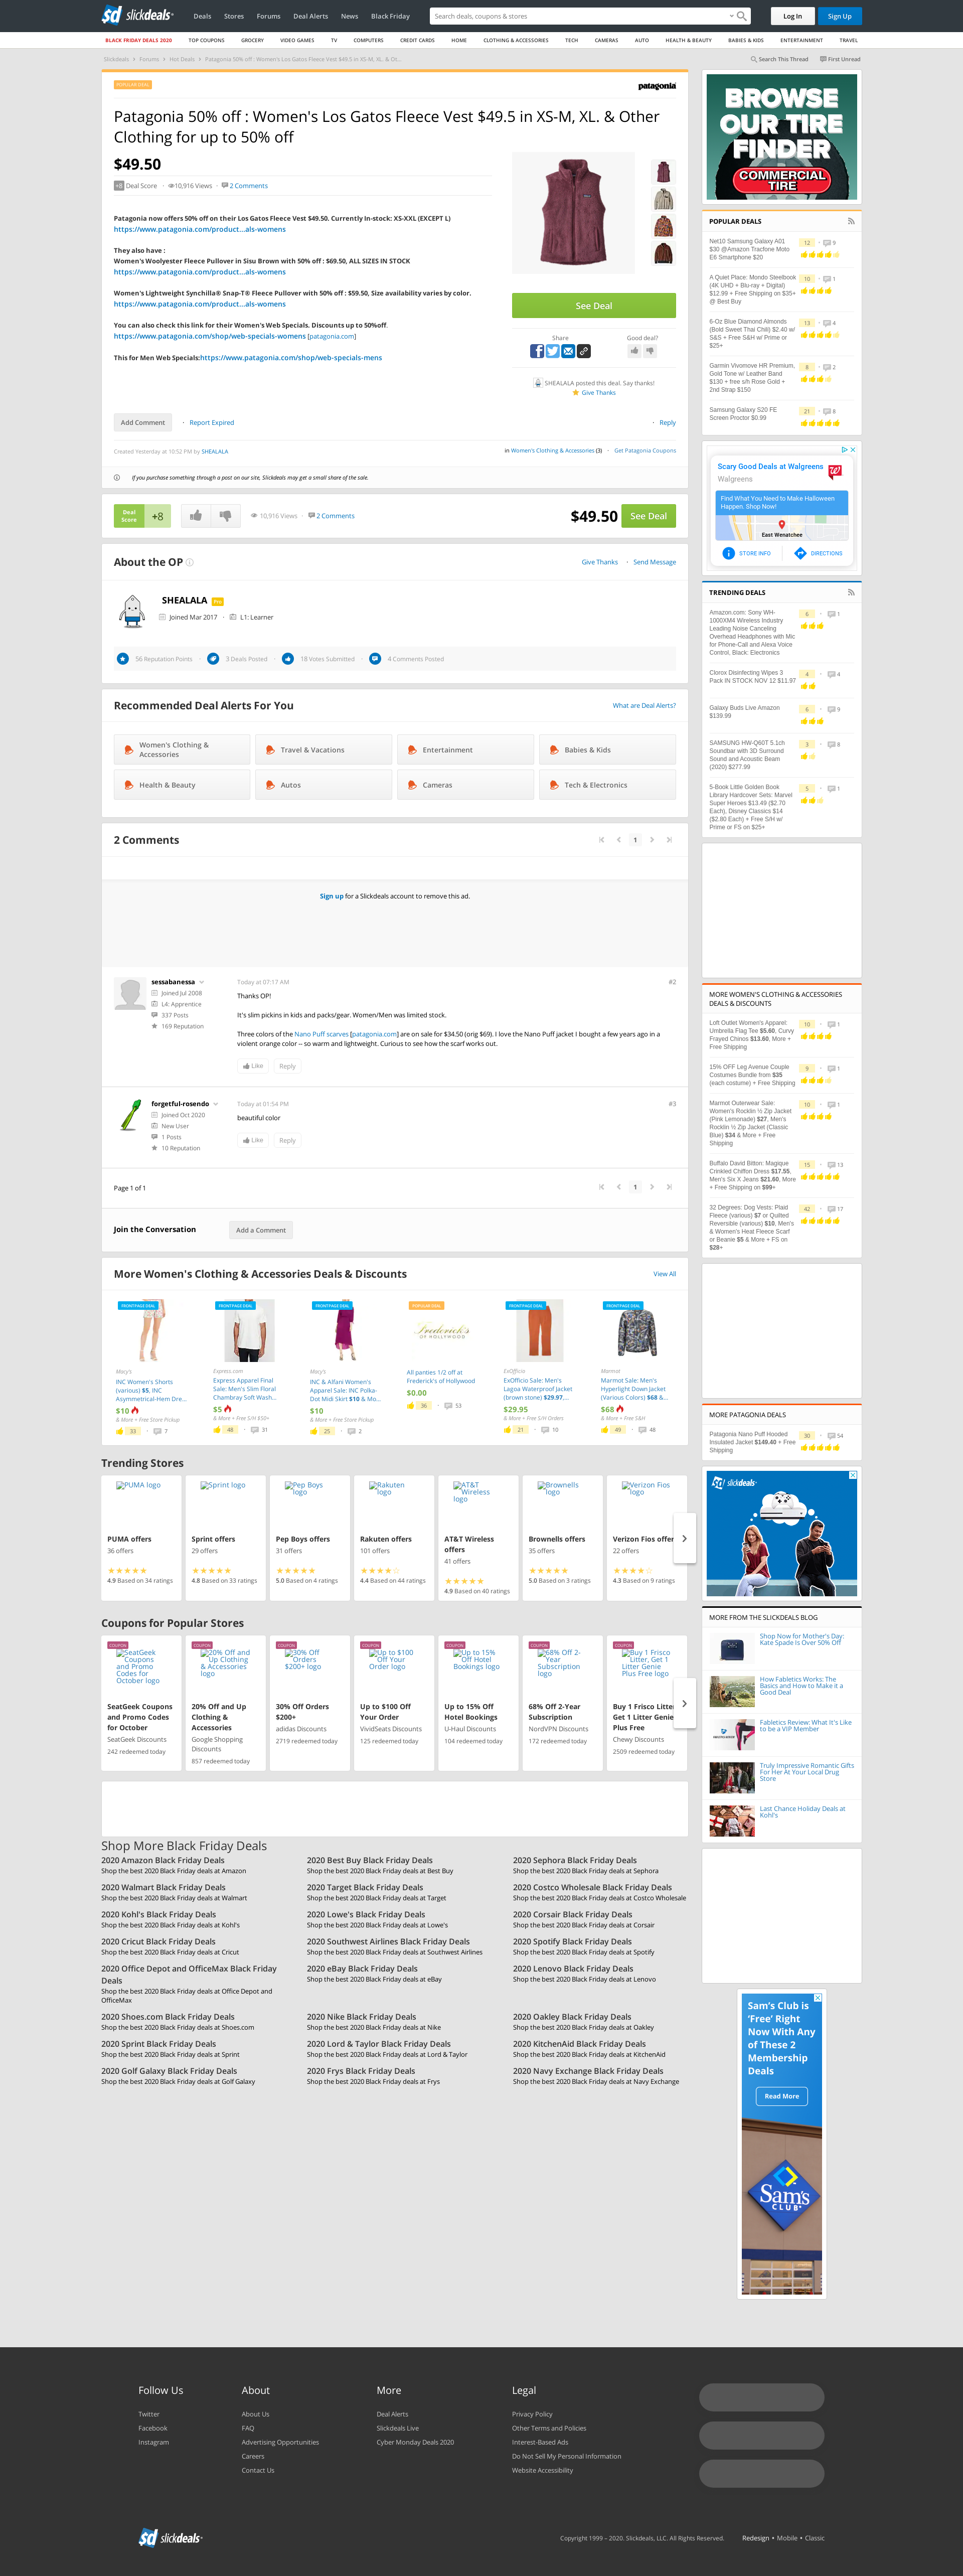 slickdeals
Deals
Stores
Forums
Deal Alerts
News
Black Friday
Search deals, coupons & stores
Log In
Sign Up
BLACK FRIDAY DEALS 2020
TOP COUPONS
GROCERY
VIDEO GAMES
TV
COMPUTERS
CREDIT CARDS
HOME
CLOTHING & ACCESSORIES
TECH
CAMERAS
AUTO
HEALTH & BEAUTY
BABIES & KIDS
ENTERTAINMENT
TRAVEL
Slickdeals
Forums
Hot Deals
Patagonia 50% off : Women's Los Gatos Fleece Vest $49.5 in XS-M, XL. & Ot...
Search This Thread
First Unread
POPULAR DEAL
patagonia
Patagonia 50% off : Women's Los Gatos Fleece Vest $49.5 in XS-M, XL. & Other
Clothing for up to 50% off
$49.50
+8 Deal Score
10,916 Views
2 Comments
Patagonia now offers 50% off on their Los Gatos Fleece Vest $49.50. Currently In-stock: XS-XXL (EXCEPT L)
https://www.patagonia.com/product...als-womens
They also have :
Women's Woolyester Fleece Pullover in Sisu Brown with 50% off : $69.50, ALL SIZES IN STOCK
https://www.patagonia.com/product...als-womens
Women's Lightweight Synchilla® Snap-T® Fleece Pullover with 50% off : $59.50, Size availability varies by color.
https://www.patagonia.com/product...als-womens
You can also check this link for their Women's Web Specials. Discounts up to 50%off.
https://www.patagonia.com/shop/web-specials-womens [patagonia.com]
This for Men Web Specials:https://www.patagonia.com/shop/web-specials-mens
See Deal
Share
Good deal?
SHEALALA posted this deal. Say thanks!
Give Thanks
Add Comment
Report Expired
Reply
Created Yesterday at 10:52 PM by SHEALALA
in Women's Clothing & Accessories (3)
Get Patagonia Coupons
If you purchase something through a post on our site, Slickdeals may get a small share of the sale.
Deal
Score
+8
10,916 Views
2 Comments
$49.50
See Deal
About the OP
Give Thanks
Send Message
SHEALALA
Pro
Joined Mar 2017
L1: Learner
56 Reputation Points
3 Deals Posted
18 Votes Submitted
4 Comments Posted
Recommended Deal Alerts For You
What are Deal Alerts?
Women's Clothing &
Accessories
Travel & Vacations
Entertainment
Babies & Kids
Health & Beauty
Autos
Cameras
Tech & Electronics
2 Comments
1
Sign up for a Slickdeals account to remove this ad.
sessabanessa
Joined Jul 2008
L4: Apprentice
337 Posts
169 Reputation
Today at 07:17 AM
#2
Thanks OP!
It's slim pickins in kids and packs/gear. Women/Men was limited stock.
Three colors of the Nano Puff scarves [patagonia.com] are on sale for $34.50 (orig $69). I love the Nano Puff jacket I bought a few years ago in
a violent orange color -- so warm and lightweight. Curious to see how the scarf works out.
Like
Reply
forgetful-rosendo
Joined Oct 2020
New User
1 Posts
10 Reputation
Today at 01:54 PM
#3
beautiful color
Like
Reply
Page 1 of 1
1
Join the Conversation
Add a Comment
More Women's Clothing & Accessories Deals & Discounts
View All
FRONTPAGE DEAL
Macy's
INC Women's Shorts
(various) $5, INC
Asymmetrical-Hem Dre...
$10
& More + Free Store Pickup
33
7
FRONTPAGE DEAL
Express.com
Express Apparel Final
Sale: Men's Slim Floral
Chambray Soft Wash...
$5
& More + Free S/H $50+
48
31
FRONTPAGE DEAL
Macy's
INC & Alfani Women's
Apparel Sale: INC Polka-
Dot Midi Skirt $10 & Mo...
$10
& More + Free Store Pickup
25
2
POPULAR DEAL
Frederick's
OF HOLLYWOOD
All panties 1/2 off at
Frederick's of Hollywood
$0.00
36
53
FRONTPAGE DEAL
ExOfficio
ExOfficio Sale: Men's
Lagoa Waterproof Jacket
(brown stone) $29.97,...
$29.95
& More + Free S/H Orders
21
10
FRONTPAGE DEAL
Marmot
Marmot Sale: Men's
Hyperlight Down Jacket
(Various Colors) $68 &...
$68
& More + Free S&H
49
48
Trending Stores
PUMA logo
PUMA offers
36 offers
4.9 Based on 34 ratings
Sprint logo
Sprint offers
29 offers
4.8 Based on 33 ratings
Pep Boys
logo
Pep Boys offers
31 offers
5.0 Based on 4 ratings
Rakuten
logo
Rakuten offers
101 offers
4.4 Based on 44 ratings
AT&T
Wireless
logo
AT&T Wireless
offers
41 offers
4.9 Based on 40 ratings
Brownells
logo
Brownells offers
35 offers
5.0 Based on 3 ratings
Verizon Fios
logo
Verizon Fios offer
22 offers
4.3 Based on 9 ratings
Coupons for Popular Stores
COUPON
SeatGeek
Coupons
and Promo
Codes for
October logo
SeatGeek Coupons
and Promo Codes
for October
SeatGeek Discounts
242 redeemed today
COUPON
20% Off and
Up Clothing
& Accessories
logo
20% Off and Up
Clothing &
Accessories
Google Shopping
Discounts
857 redeemed today
COUPON
30% Off
Orders
$200+ logo
30% Off Orders
$200+
adidas Discounts
2719 redeemed today
COUPON
Up to $100
Off Your
Order logo
Up to $100 Off
Your Order
VividSeats Discounts
125 redeemed today
COUPON
Up to 15%
Off Hotel
Bookings logo
Up to 15% Off
Hotel Bookings
U-Haul Discounts
104 redeemed today
COUPON
68% Off 2-
Year
Subscription
logo
68% Off 2-Year
Subscription
NordVPN Discounts
172 redeemed today
COUPON
Buy 1 Frisco
Litter, Get 1
Litter Genie
Plus Free logo
Buy 1 Frisco Litter
Get 1 Litter Genie
Plus Free
Chewy Discounts
2509 redeemed today
Shop More Black Friday Deals
2020 Amazon Black Friday Deals
Shop the best 2020 Black Friday deals at Amazon
2020 Best Buy Black Friday Deals
Shop the best 2020 Black Friday deals at Best Buy
2020 Sephora Black Friday Deals
Shop the best 2020 Black Friday deals at Sephora
2020 Walmart Black Friday Deals
Shop the best 2020 Black Friday deals at Walmart
2020 Target Black Friday Deals
Shop the best 2020 Black Friday deals at Target
2020 Costco Wholesale Black Friday Deals
Shop the best 2020 Black Friday deals at Costco Wholesale
2020 Kohl's Black Friday Deals
Shop the best 2020 Black Friday deals at Kohl's
2020 Lowe's Black Friday Deals
Shop the best 2020 Black Friday deals at Lowe's
2020 Corsair Black Friday Deals
Shop the best 2020 Black Friday deals at Corsair
2020 Cricut Black Friday Deals
Shop the best 2020 Black Friday deals at Cricut
2020 Southwest Airlines Black Friday Deals
Shop the best 2020 Black Friday deals at Southwest Airlines
2020 Spotify Black Friday Deals
Shop the best 2020 Black Friday deals at Spotify
2020 Office Depot and OfficeMax Black Friday
Deals
Shop the best 2020 Black Friday deals at Office Depot and
OfficeMax
2020 eBay Black Friday Deals
Shop the best 2020 Black Friday deals at eBay
2020 Lenovo Black Friday Deals
Shop the best 2020 Black Friday deals at Lenovo
2020 Shoes.com Black Friday Deals
Shop the best 2020 Black Friday deals at Shoes.com
2020 Nike Black Friday Deals
Shop the best 2020 Black Friday deals at Nike
2020 Oakley Black Friday Deals
Shop the best 2020 Black Friday deals at Oakley
2020 Sprint Black Friday Deals
Shop the best 2020 Black Friday deals at Sprint
2020 Lord & Taylor Black Friday Deals
Shop the best 2020 Black Friday deals at Lord & Taylor
2020 KitchenAid Black Friday Deals
Shop the best 2020 Black Friday deals at KitchenAid
2020 Golf Galaxy Black Friday Deals
Shop the best 2020 Black Friday deals at Golf Galaxy
2020 Frys Black Friday Deals
Shop the best 2020 Black Friday deals at Frys
2020 Navy Exchange Black Friday Deals
Shop the best 2020 Black Friday deals at Navy Exchange
BROWSE
OUR TIRE
FINDER
COMMERCIAL
TIRE
POPULAR DEALS
Net10 Samsung Galaxy A01
$30 @Amazon Tracfone Moto
E6 Smartphone $20
12
9
A Quiet Place: Mondo Steelbook
(4K UHD + Blu-ray + Digital)
$12.99 + Free Shipping on $35+
@ Best Buy
10
1
6-Oz Blue Diamond Almonds
(Bold Sweet Thai Chili) $2.40 w/
S&S + Free S&H w/ Prime or
$25+
13
4
Garmin Vivomove HR Premium,
Gold Tone w/ Leather Band
$130 + free s/h Rose Gold +
2nd Strap $150
8
2
Samsung Galaxy S20 FE
Screen Proctor $0.99
21
8
Scary Good Deals at Walgreens
Walgreens
Find What You Need to Make Halloween
Happen. Shop Now!
East Wenatchee
STORE INFO
DIRECTIONS
TRENDING DEALS
Amazon.com: Sony WH-
1000XM4 Wireless Industry
Leading Noise Canceling
Overhead Headphones with Mic
for Phone-Call and Alexa Voice
Control, Black: Electronics
6
1
Clorox Disinfecting Wipes 3
Pack IN STOCK NOV 12 $11.97
4
4
Galaxy Buds Live Amazon
$139.99
6
9
SAMSUNG HW-Q60T 5.1ch
Soundbar with 3D Surround
Sound and Acoustic Beam
(2020) $277.99
3
8
5-Book Little Golden Book
Library Hardcover Sets: Marvel
Super Heroes $13.49 ($2.70
Each), Disney Classics $14
($2.80 Each) + Free S/H w/
Prime or FS on $25+
5
1
MORE WOMEN'S CLOTHING & ACCESSORIES
DEALS & DISCOUNTS
Loft Outlet Women's Apparel:
Umbrella Flag Tee $5.60, Curvy
Frayed Chinos $13.60, More +
Free Shipping
10
1
15% OFF Leg Avenue Couple
Costumes Bundle from $35
(each costume) + Free Shipping
9
1
Marmot Outerwear Sale:
Women's Rocklin ½ Zip Jacket
(Pink Lemonade) $27, Men's
Rocklin ½ Zip Jacket (Classic
Blue) $34 & More + Free
Shipping
10
1
Buffalo David Bitton: Magique
Crinkled Chiffon Dress $17.55,
Men's Six X Jeans $21.60, More
+ Free Shipping on $99+
15
13
32 Degrees: Dog Vests: Plaid
Fleece (various) $7 or Quilted
Reversible (various) $10, Men's
& Women's Heat Fleece Scarf
or Beanie $5 & More + FS on
$28+
42
17
MORE PATAGONIA DEALS
Patagonia Nano Puff Hooded
Insulated Jacket $149.40 + Free
Shipping
30
54
slickdeals
MORE FROM THE SLICKDEALS BLOG
Shop Now for Mother's Day:
Kate Spade Is Over 50% Off
How Fabletics Works: The
Basics and How to Make it a
Good Deal
Fabletics Review: What It's Like
to be a VIP Member
Truly Impressive Romantic Gifts
For Her At Your Local Drug
Store
Last Chance Holiday Deals at
Kohl's
Sam's Club is
'Free' Right
Now With Any
of These 2
Membership
Deals
Read More
Sam's
CLUB
Follow Us
Twitter
Facebook
Instagram
About
About Us
FAQ
Advertising Opportunities
Careers
Contact Us
More
Deal Alerts
Slickdeals Live
Cyber Monday Deals 2020
Legal
Privacy Policy
Other Terms and Policies
Interest-Based Ads
Do Not Sell My Personal Information
Website Accessibility
slickdeals
Copyright 1999 – 2020. Slickdeals, LLC. All Rights Reserved.
Redesign • Mobile • Classic